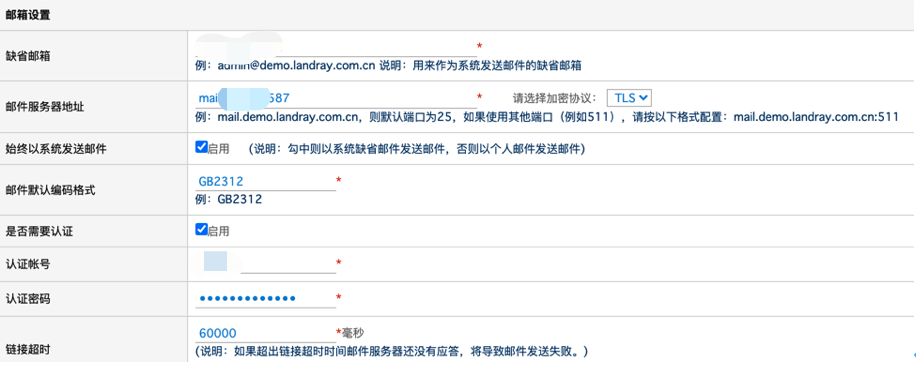 邮箱设置
缺省邮箱
*
例：admin@demo.landray.com.cn 说明：用来作为系统发送邮件的缺省邮箱
邮件服务器地址
mai 587 * 请选择加密协议： TLS
例：mail.demo.landray.com.cn，则默认端口为25，如果使用其他端口（例如511），请按以下格式配置：mail.demo.landray.com.cn:511
始终以系统发送邮件
启用 （说明：勾中则以系统缺省邮件发送邮件，否则以个人邮件发送邮件）
邮件默认编码格式
GB2312 *
例：GB2312
是否需要认证
启用
认证帐号
*
认证密码
••••••••••••• *
链接超时
60000 *毫秒
(说明：如果超出链接超时时间邮件服务器还没有应答，将导致邮件发送失败。)